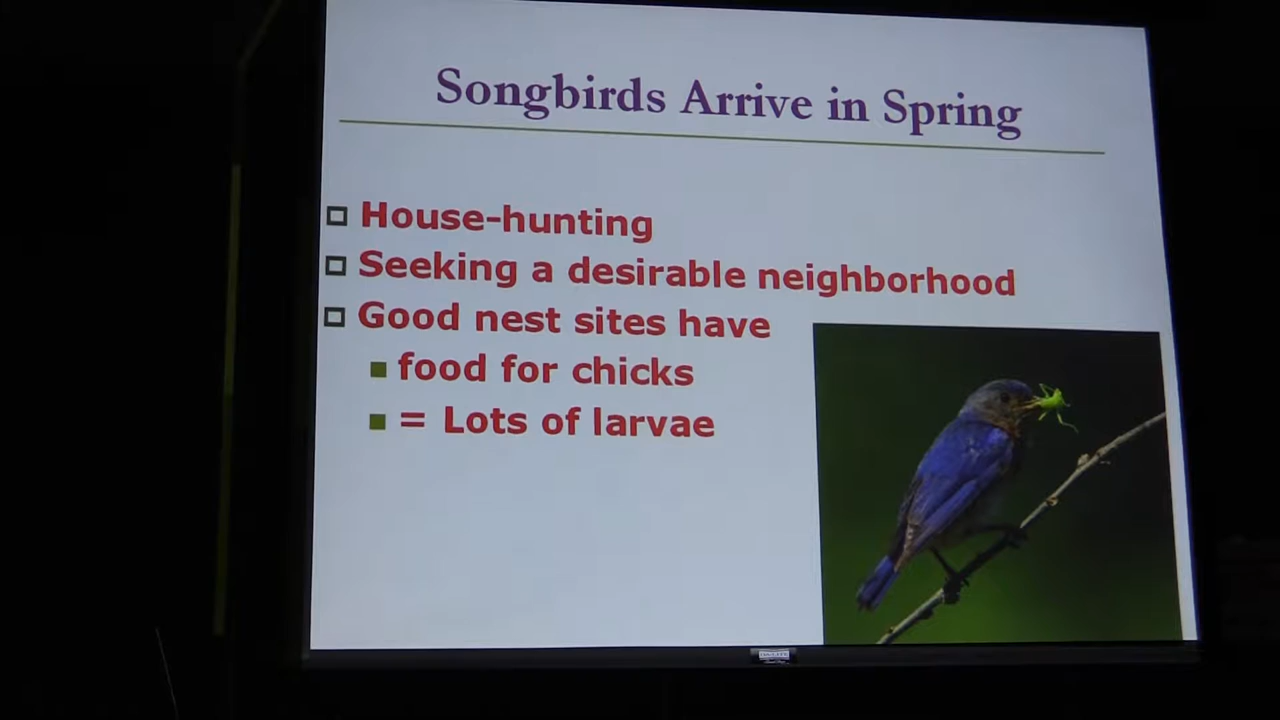 Songbirds Arrive in Spring
House-hunting
Seeking a desirable neighborhood
Good nest sites have
food for chicks
= Lots of larvae